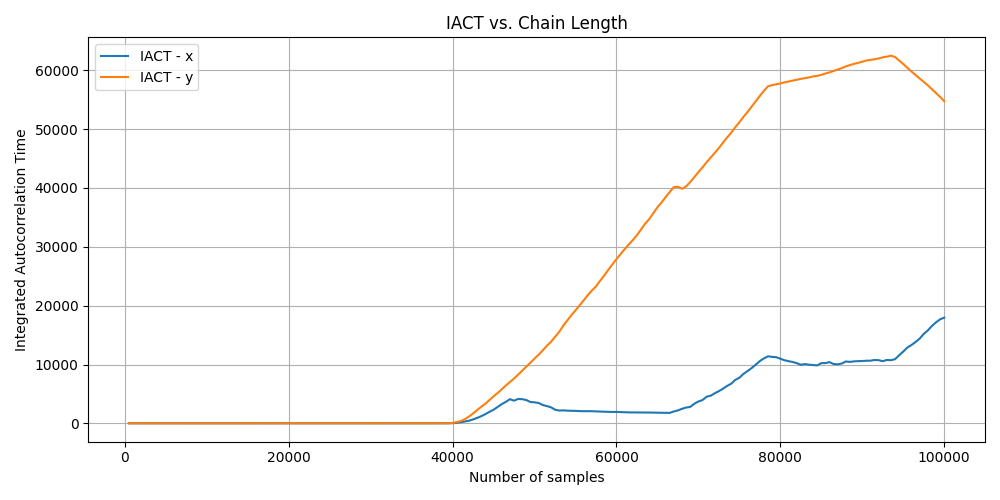 IACT vs. Chain Length
IACT - x
IACT - y
Integrated Autocorrelation Time
60000
50000
40000
30000
20000
10000
0
0 20000 40000 60000 80000 100000
Number of samples